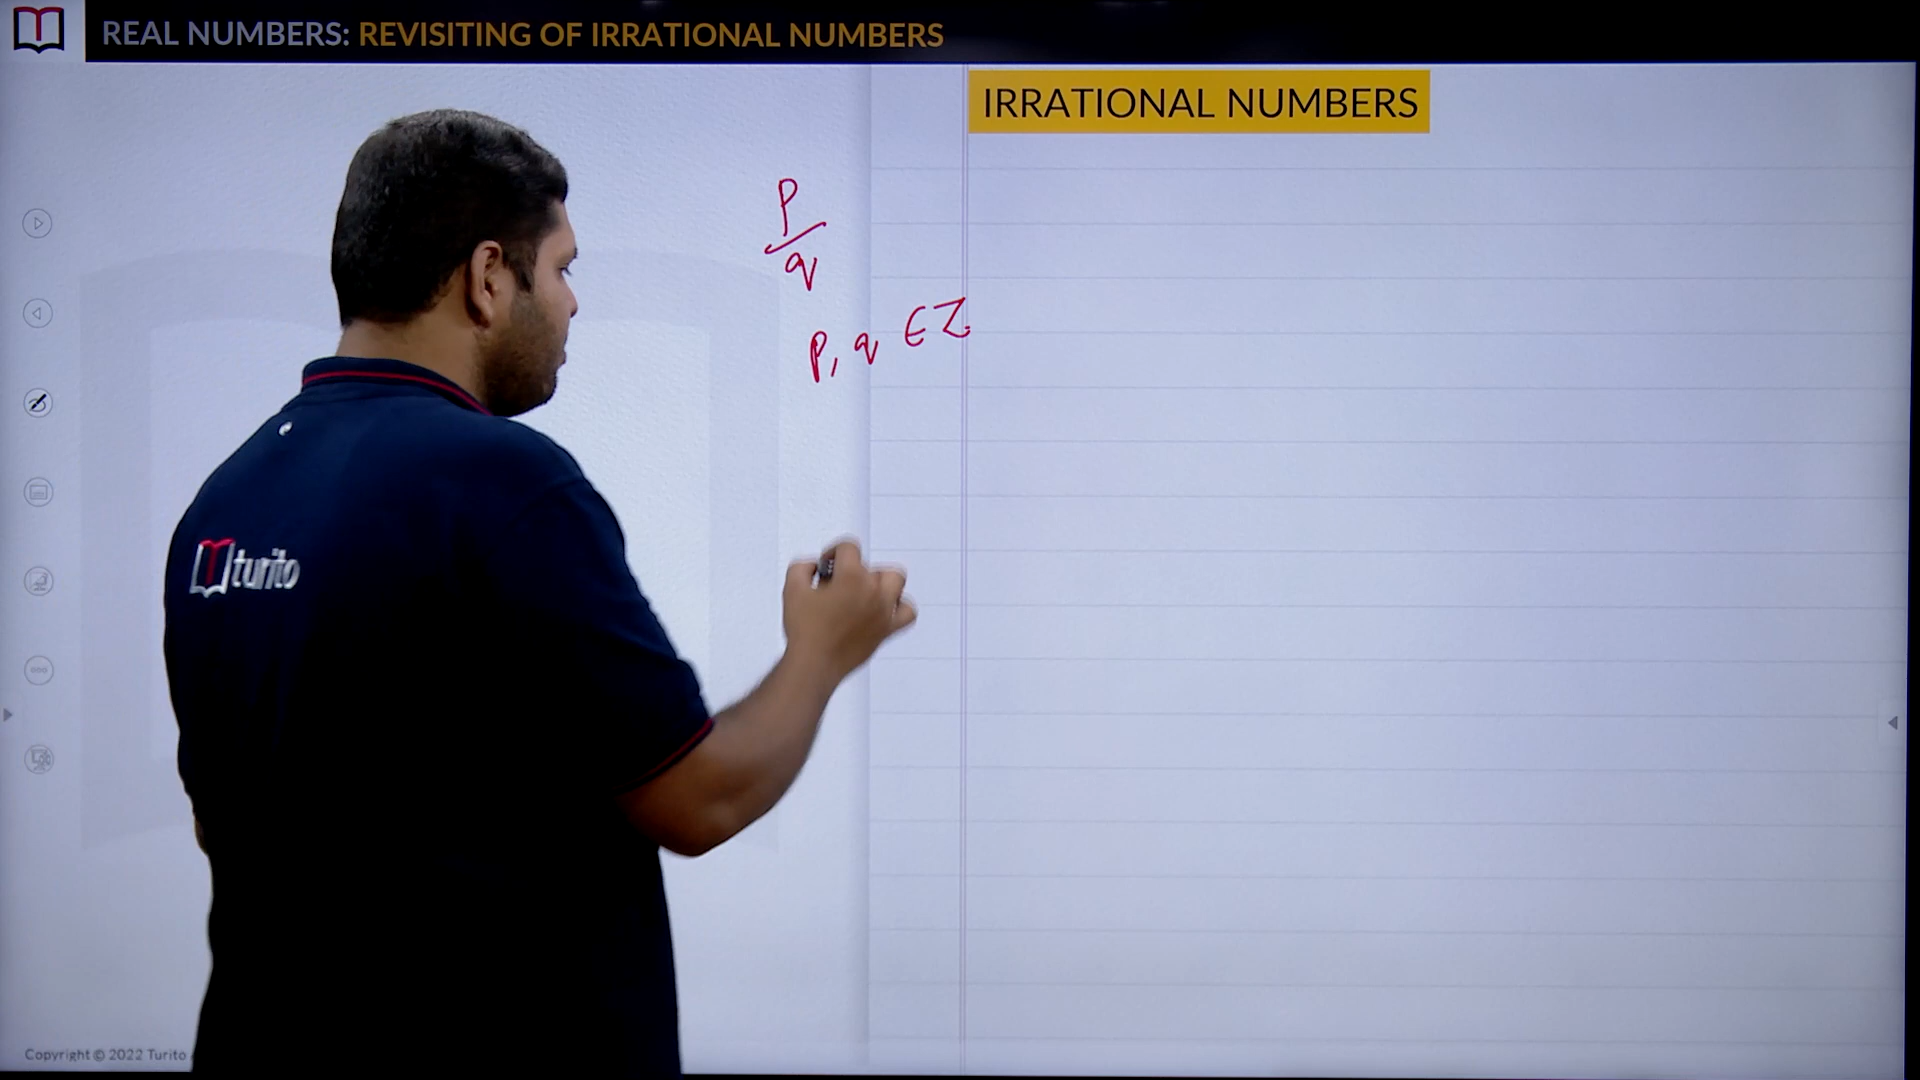 REAL NUMBERS: REVISITING OF IRRATIONAL NUMBERS
IRRATIONAL NUMBERS
P
q
P, q ∈ Z
turito
Copyright © 2022 Turito